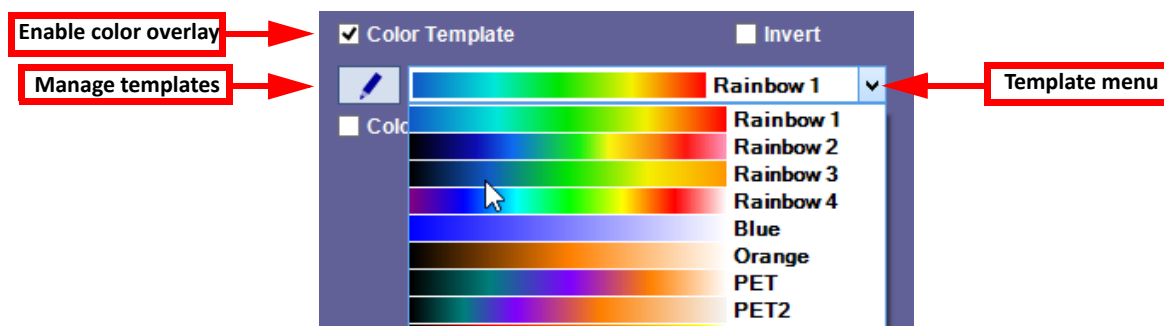 Enable color overlay
Color Template
Invert
Manage templates
Rainbow 1
Template menu
Rainbow 1
Rainbow 2
Rainbow 3
Rainbow 4
Blue
Orange
PET
PET2